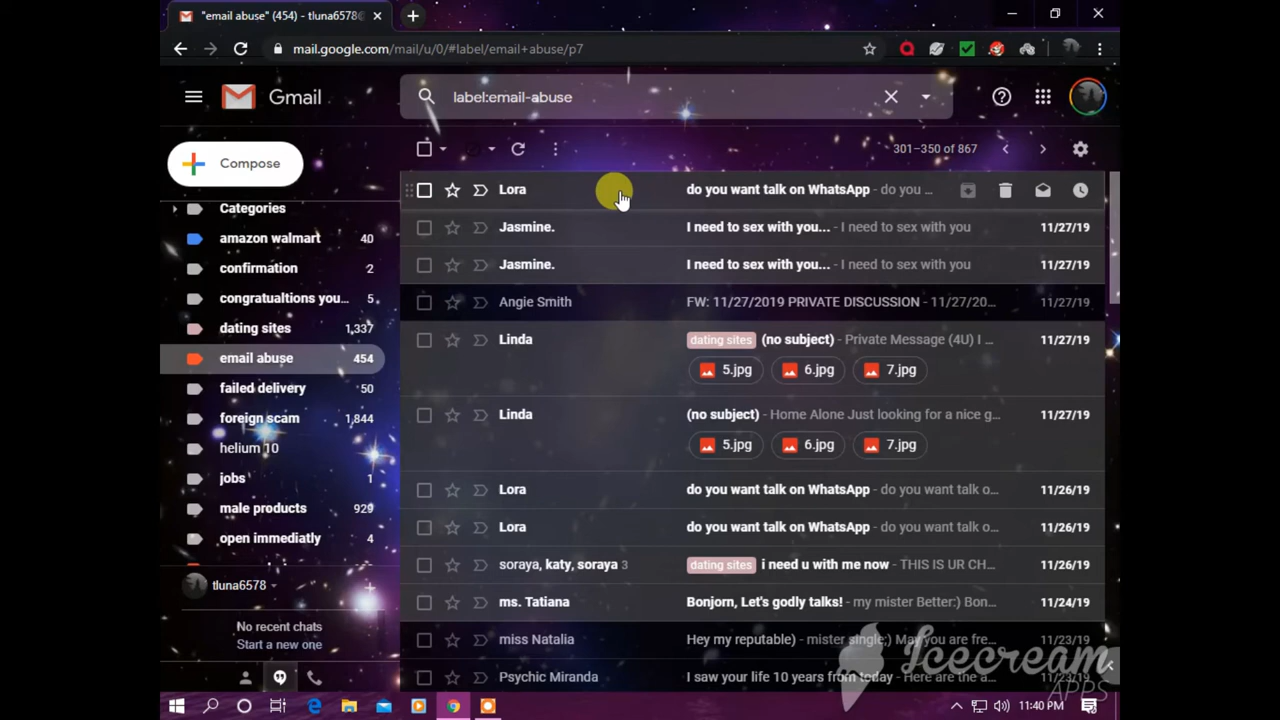 "email abuse" (454) - tluna6578@
mail.google.com/mail/u/0/#label/email+abuse/p7
Gmail
label:email-abuse
Compose
301–350 of 867
Categories
amazon walmart 40
confirmation 2
congratualtions you... 5
dating sites 1,337
email abuse 454
failed delivery 50
foreign scam 1,844
helium 10
jobs 1
male products 929
open immediatly 4
tluna6578
No recent chats
Start a new one
Lora do you want talk on WhatsApp - do you ...
Jasmine. I need to sex with you... - I need to sex with you 11/27/19
Jasmine. I need to sex with you... - I need to sex with you 11/27/19
Angie Smith FW: 11/27/2019 PRIVATE DISCUSSION - 11/27/20... 11/27/19
Linda dating sites (no subject) - Private Message (4U) I ... 11/27/19
5.jpg 6.jpg 7.jpg
Linda (no subject) - Home Alone Just looking for a nice g... 11/27/19
5.jpg 6.jpg 7.jpg
Lora do you want talk on WhatsApp - do you want talk o... 11/26/19
Lora do you want talk on WhatsApp - do you want talk o... 11/26/19
soraya, katy, soraya 3 dating sites i need u with me now - THIS IS UR CH... 11/26/19
ms. Tatiana Bonjorn, Let's godly talks! - my mister Better:) Bon... 11/24/19
miss Natalia Hey my reputable) - mister single;) May you are fre... 11/23/19
Psychic Miranda I saw your life 10 years from today - Here are the a... 11/23/19
Icecream
APPS
11:40 PM